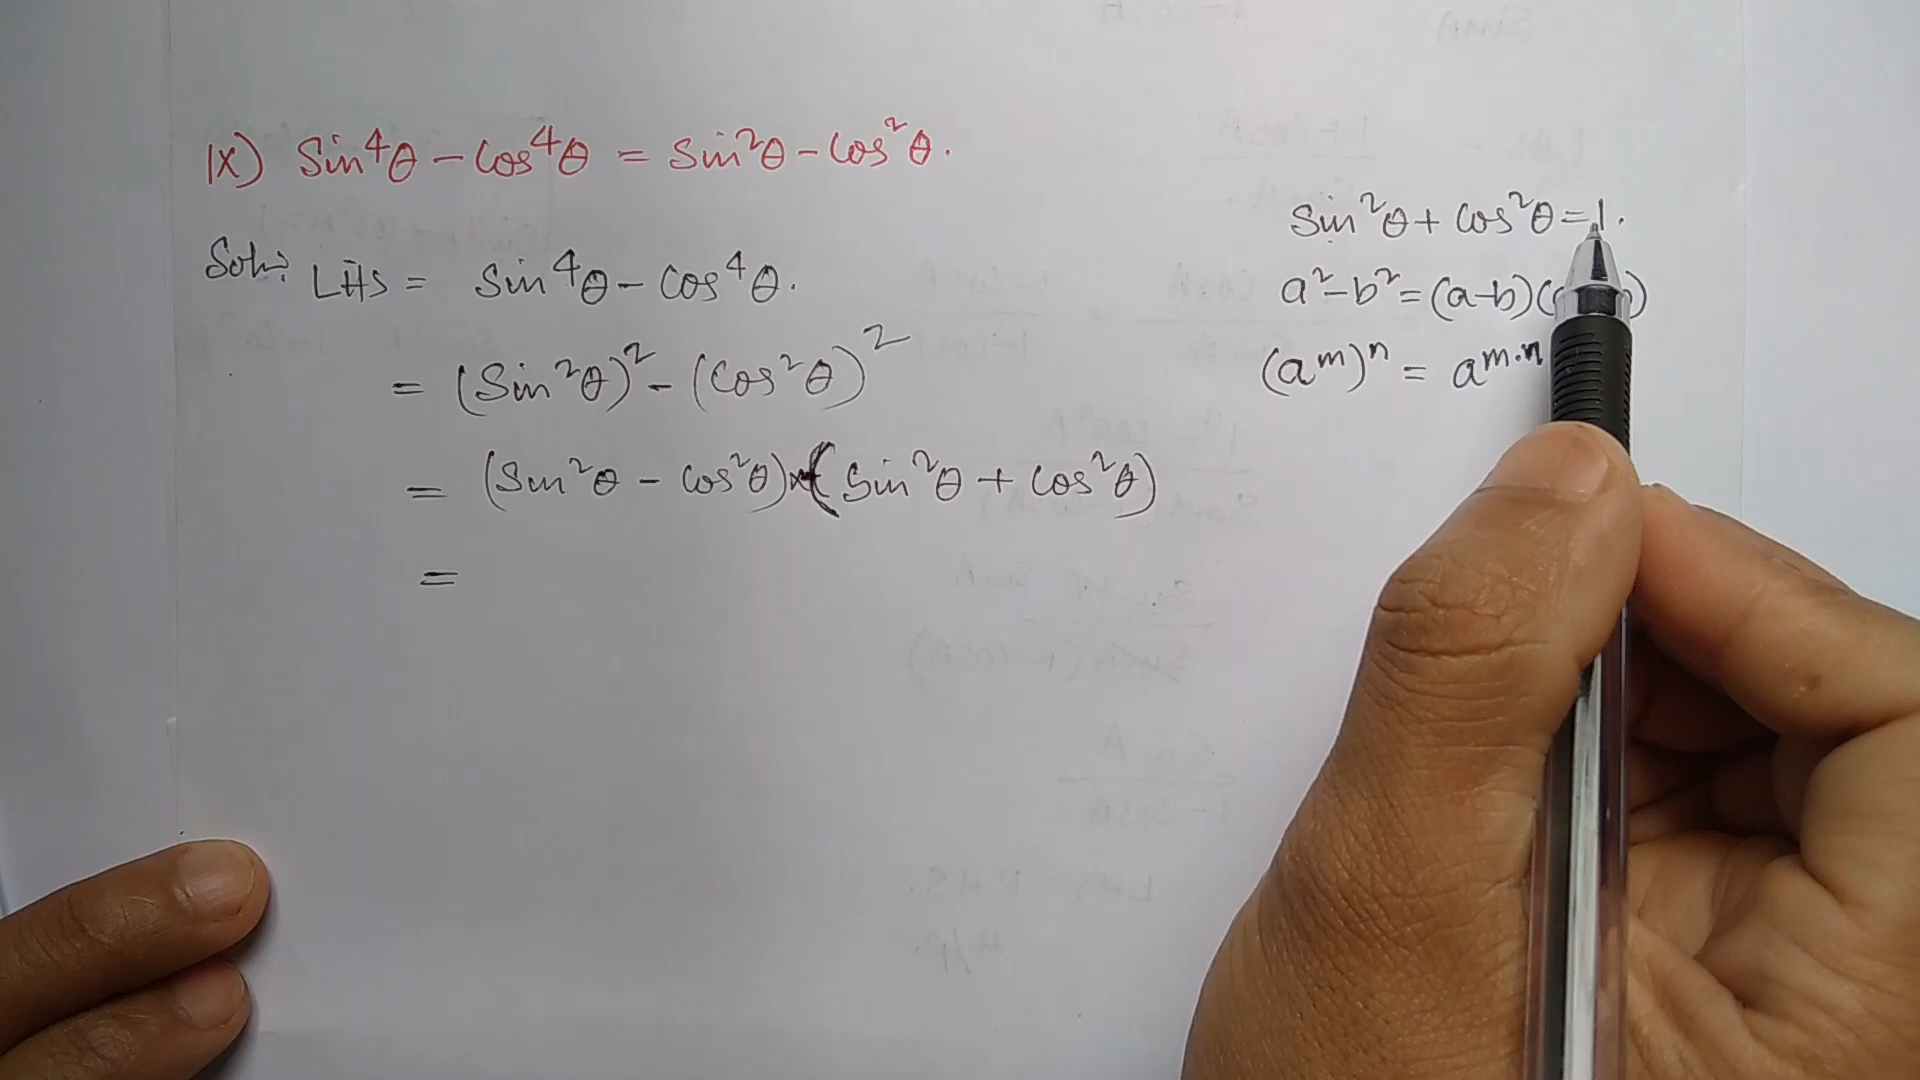 IX) Sin⁴θ − Cos⁴θ = Sin²θ − Cos²θ.
Soln: LHS = Sin⁴θ − Cos⁴θ.
= (Sin²θ)² − (Cos²θ)²
= (Sin²θ − Cos²θ) × (Sin²θ + Cos²θ)
=
Sin²θ + Cos²θ = 1.
a² − b² = (a−b)(
(aᵐ)ⁿ = aᵐ·ⁿ